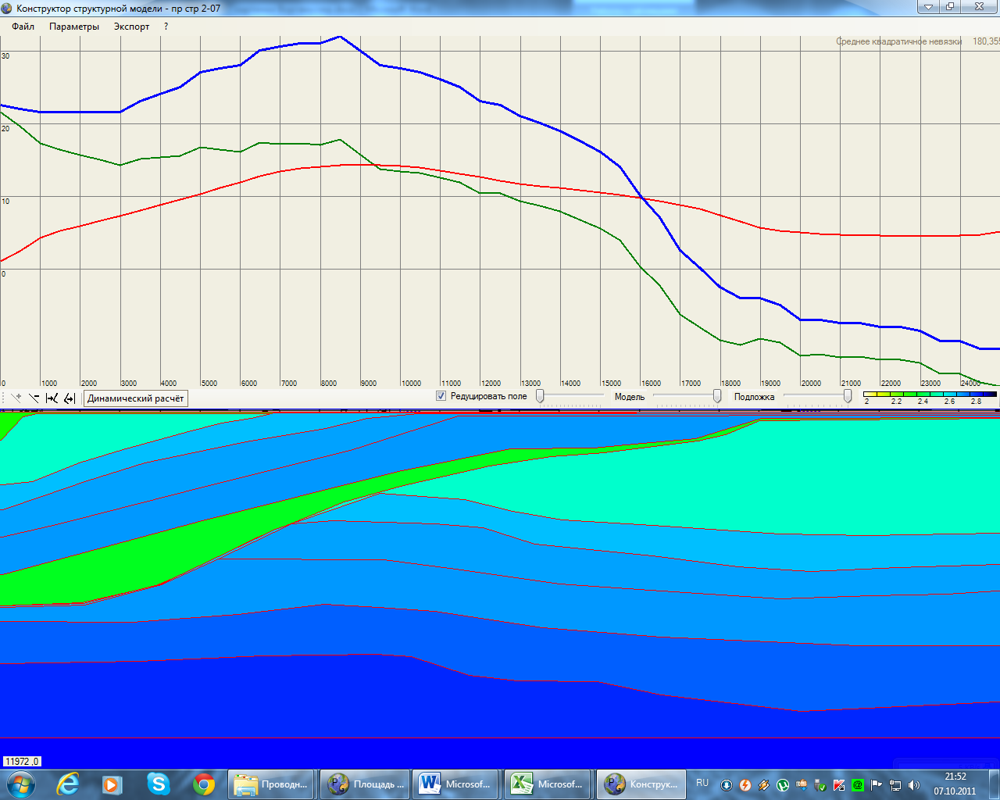 Конструктор структурной модели - пр стр 2-07
Файл Параметры Экспорт ?
Среднее квадратичное невязки 180,355
30
20
10
0
0 1000 2000 3000 4000 5000 6000 7000 8000 9000 10000 11000 12000 13000 14000 15000 16000 17000 18000 19000 20000 21000 22000 23000 24000
Динамический расчёт Редуцировать поле Модель Подложка
2 2.2 2.4 2.6 2.8
11972 ,0
Проводн... Площадь ... Microsof... Microsof... Конструк... RU 21:52
07.10.2011